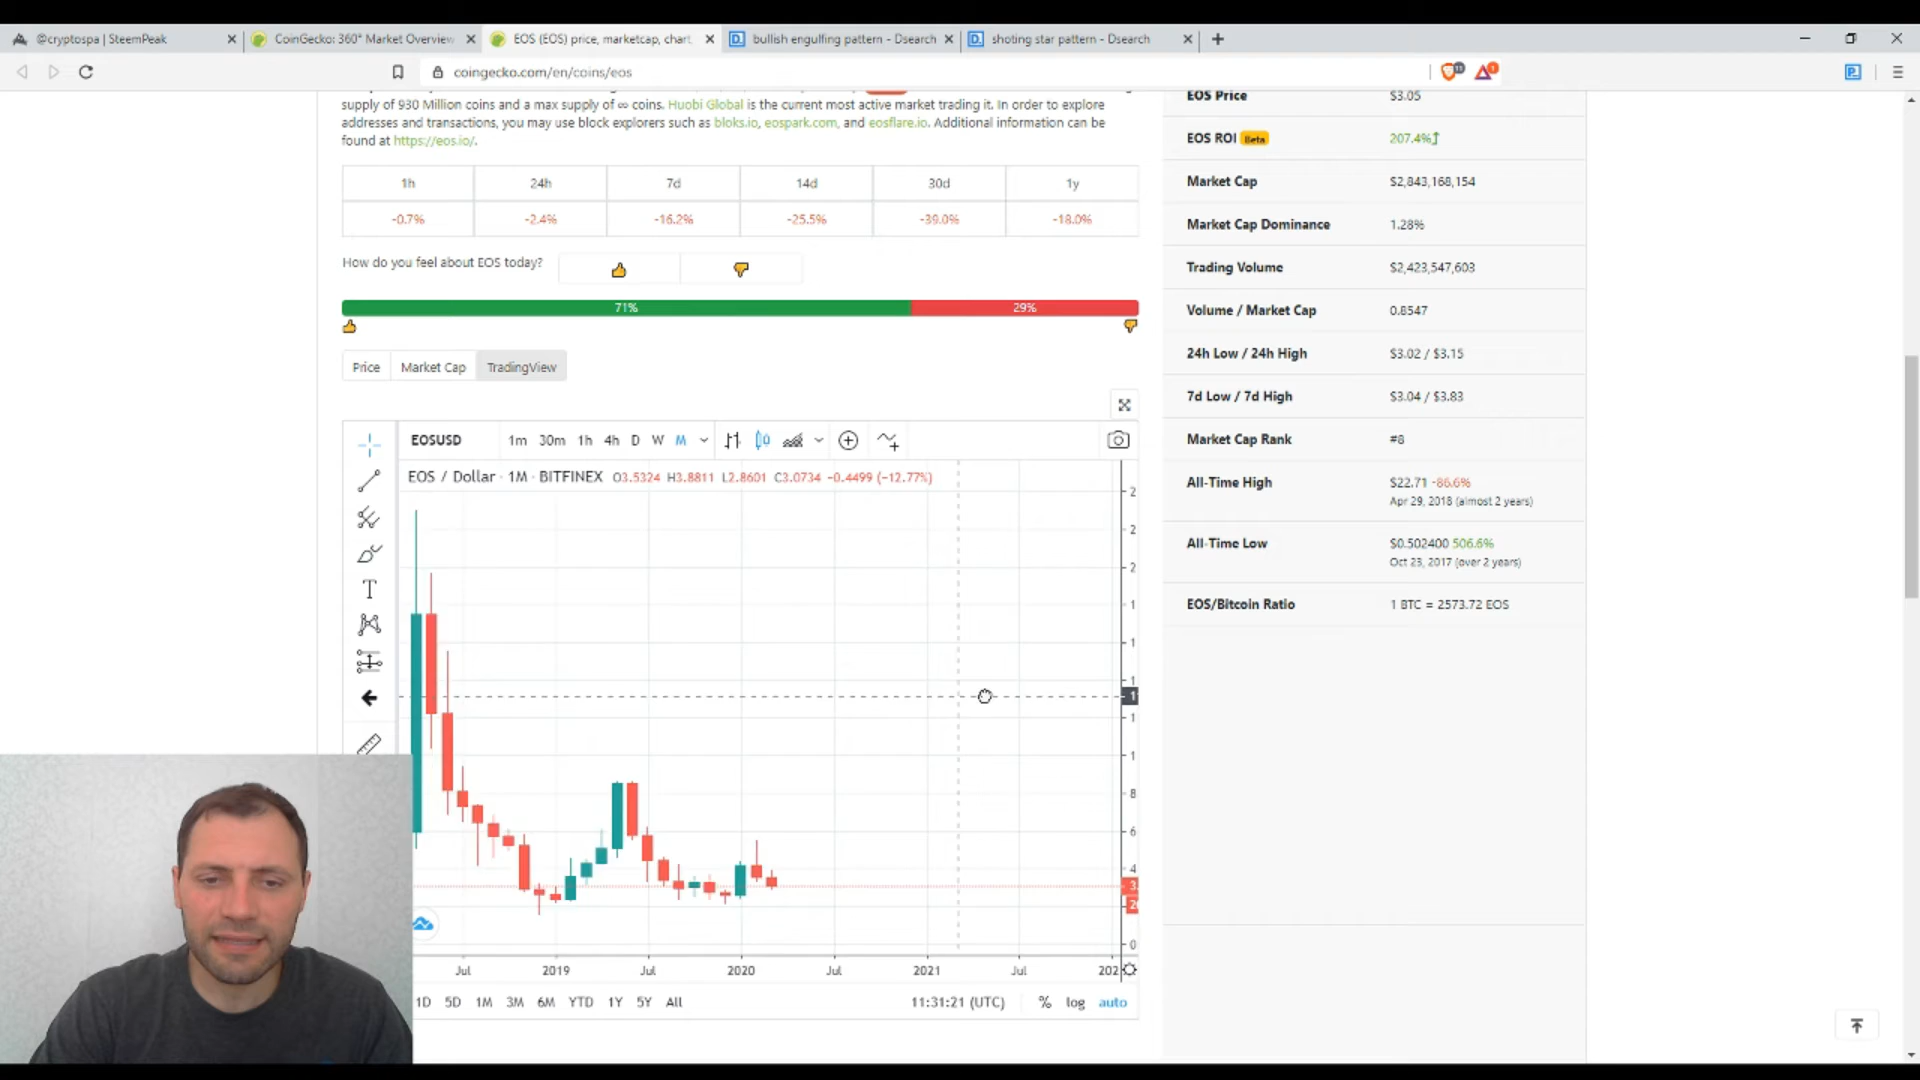 @cryptospa | SteemPeak
CoinGecko: 360° Market Overview
EOS (EOS) price, marketcap, chart,
bullish engulfing pattern - Dsearch
shoting star pattern - Dsearch
coingecko.com/en/coins/eos
supply of 930 Million coins and a max supply of ∞ coins. Huobi Global is the current most active market trading it. In order to explore
addresses and transactions, you may use block explorers such as bloks.io, eospark.com, and eosflare.io. Additional information can be
found at https://eos.io/.
1h 24h 7d 14d 30d 1y
-0.7% -2.4% -16.2% -25.5% -39.0% -18.0%
How do you feel about EOS today?
71% 29%
Price Market Cap TradingView
EOSUSD 1m 30m 1h 4h D W M
EOS / Dollar · 1M · BITFINEX O3.5324 H3.8811 L2.8601 C3.0734 -0.4499 (-12.77%)
8
6
4
0
Jul 2019 Jul 2020 Jul 2021 Jul
1D 5D 1M 3M 6M YTD 1Y 5Y All 11:31:21 (UTC) % log auto
EOS Price $3.05
EOS ROI Beta 207.4%
Market Cap $2,843,168,154
Market Cap Dominance 1.28%
Trading Volume $2,423,547,603
Volume / Market Cap 0.8547
24h Low / 24h High $3.02 / $3.15
7d Low / 7d High $3.04 / $3.83
Market Cap Rank #8
All-Time High $22.71 -86.6%
Apr 29, 2018 (almost 2 years)
All-Time Low $0.502400 506.6%
Oct 23, 2017 (over 2 years)
EOS/Bitcoin Ratio 1 BTC = 2573.72 EOS